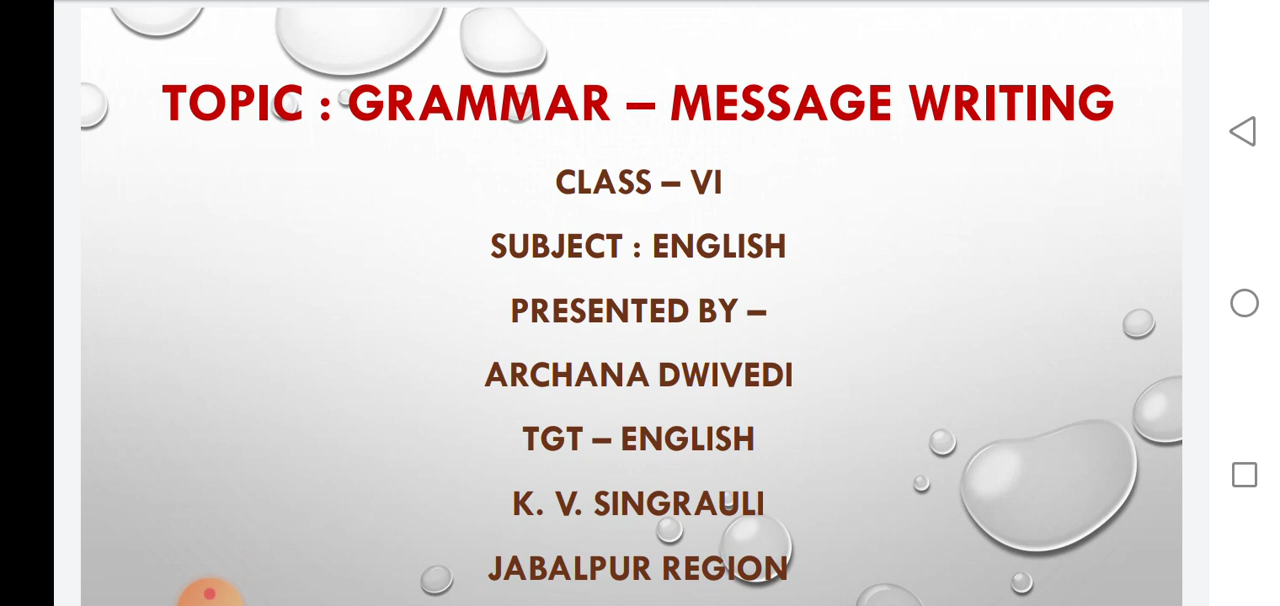 TOPIC : GRAMMAR – MESSAGE WRITING
CLASS – VI
SUBJECT : ENGLISH
PRESENTED BY –
ARCHANA DWIVEDI
TGT – ENGLISH
K. V. SINGRAULI
JABALPUR REGION